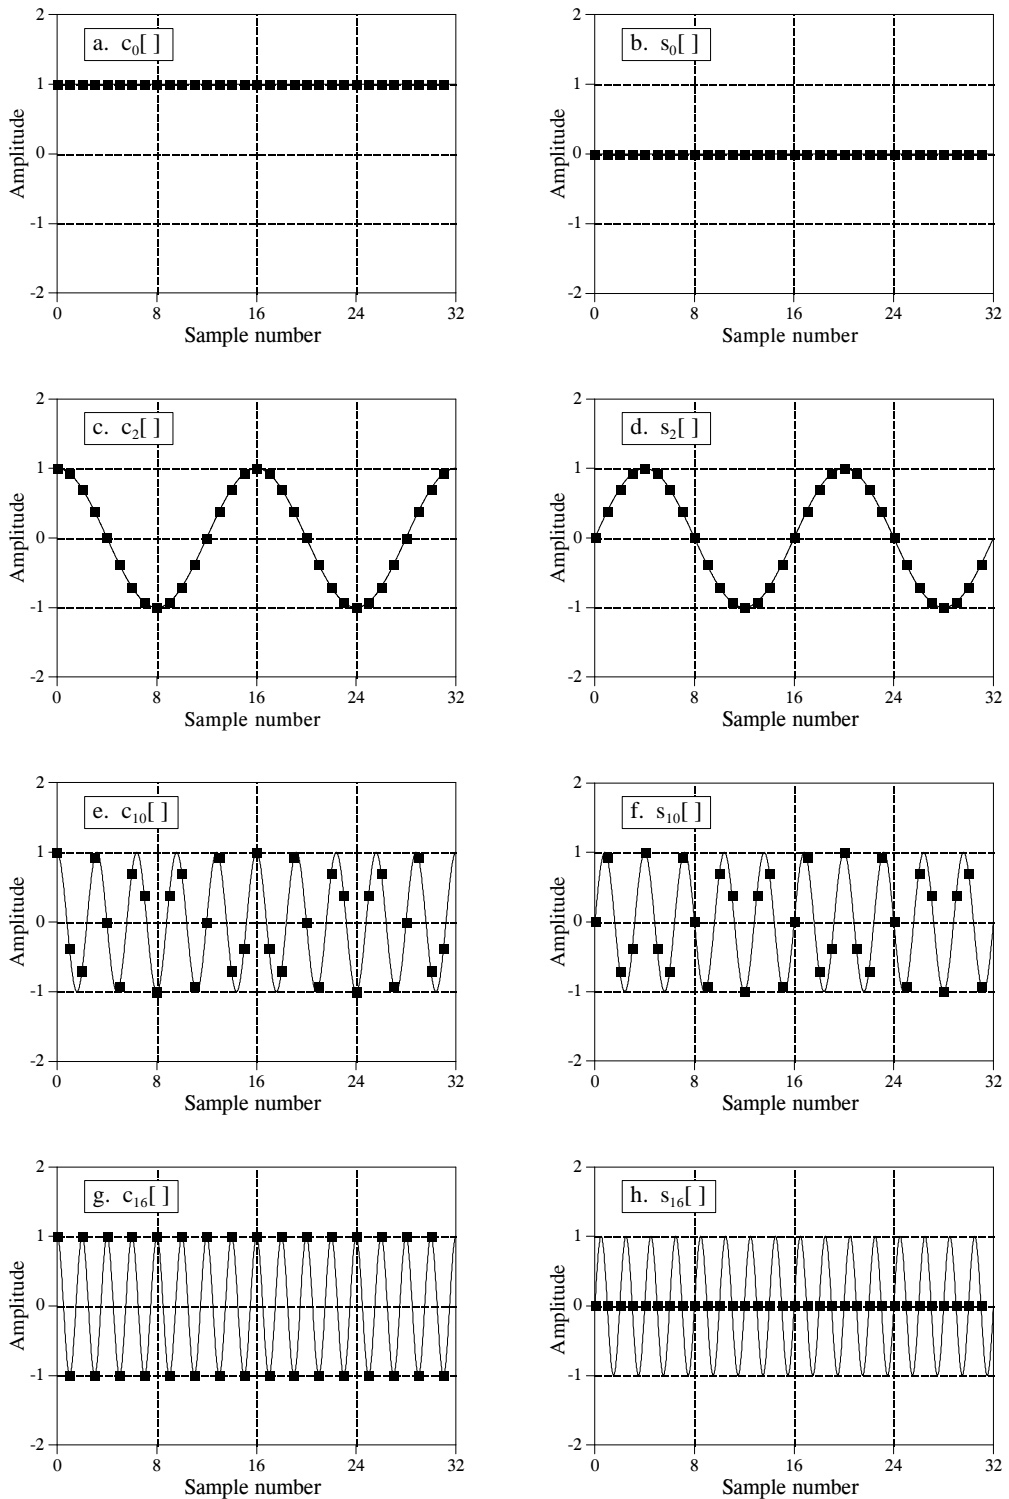 2
1
0
-1
-2
Amplitude
a. c0[ ]
0 8 16 24 32
Sample number
2
1
0
-1
-2
Amplitude
b. s0[ ]
0 8 16 24 32
Sample number
2
1
0
-1
-2
Amplitude
c. c2[ ]
0 8 16 24 32
Sample number
2
1
0
-1
-2
Amplitude
d. s2[ ]
0 8 16 24 32
Sample number
2
1
0
-1
-2
Amplitude
e. c10[ ]
0 8 16 24 32
Sample number
2
1
0
-1
-2
Amplitude
f. s10[ ]
0 8 16 24 32
Sample number
2
1
0
-1
-2
Amplitude
g. c16[ ]
0 8 16 24 32
Sample number
2
1
0
-1
-2
Amplitude
h. s16[ ]
0 8 16 24 32
Sample number